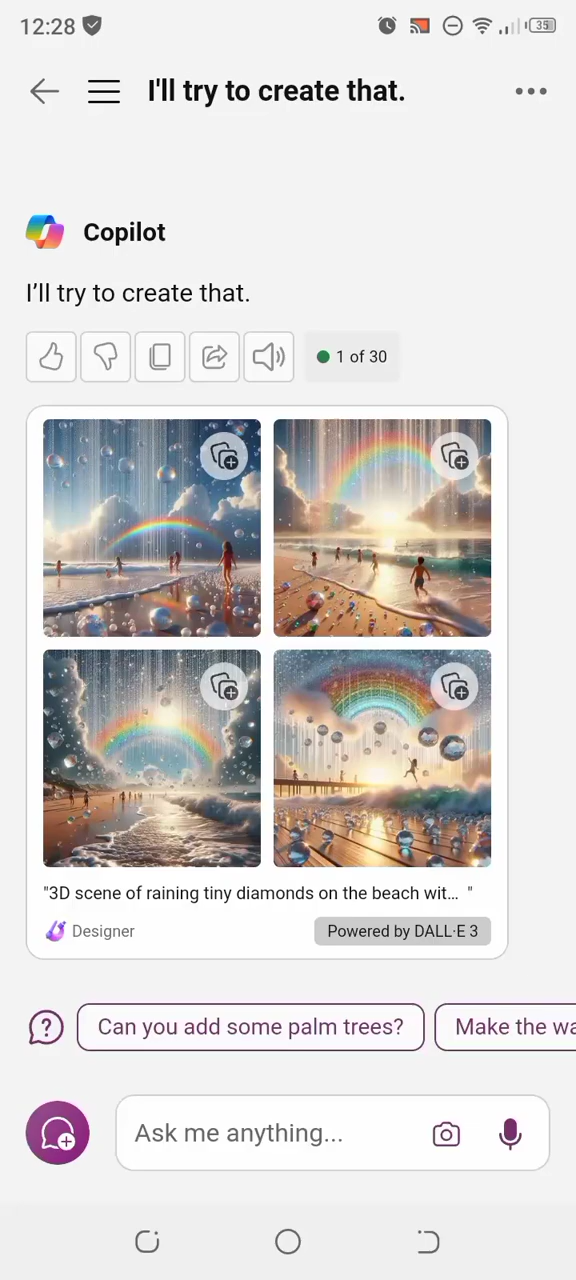 12:28
35
I'll try to create that.
Copilot
I'll try to create that.
1 of 30
"3D scene of raining tiny diamonds on the beach wit... "
Designer
Powered by DALL·E 3
Can you add some palm trees?
Make the wa
Ask me anything...